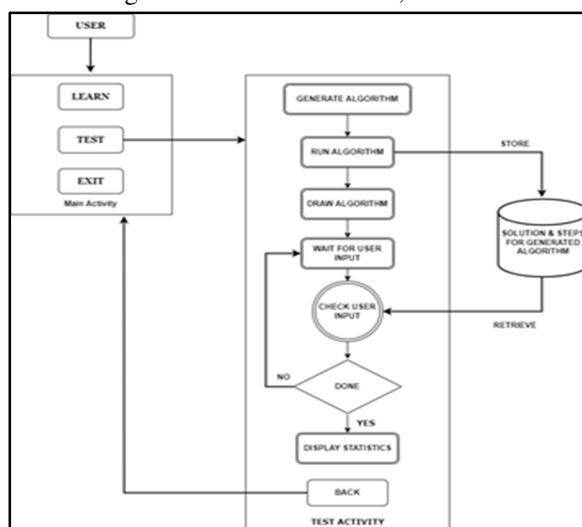 USER
LEARN
TEST
EXIT
Main Activity
GENERATE ALGORITHM
RUN ALGORITHM
STORE
DRAW ALGORITHM
SOLUTION & STEPS
FOR GENERATED
ALGORITHM
WAIT FOR USER
INPUT
CHECK USER
INPUT
RETRIEVE
NO
DONE
YES
DISPLAY STATISTICS
BACK
TEST ACTIVITY